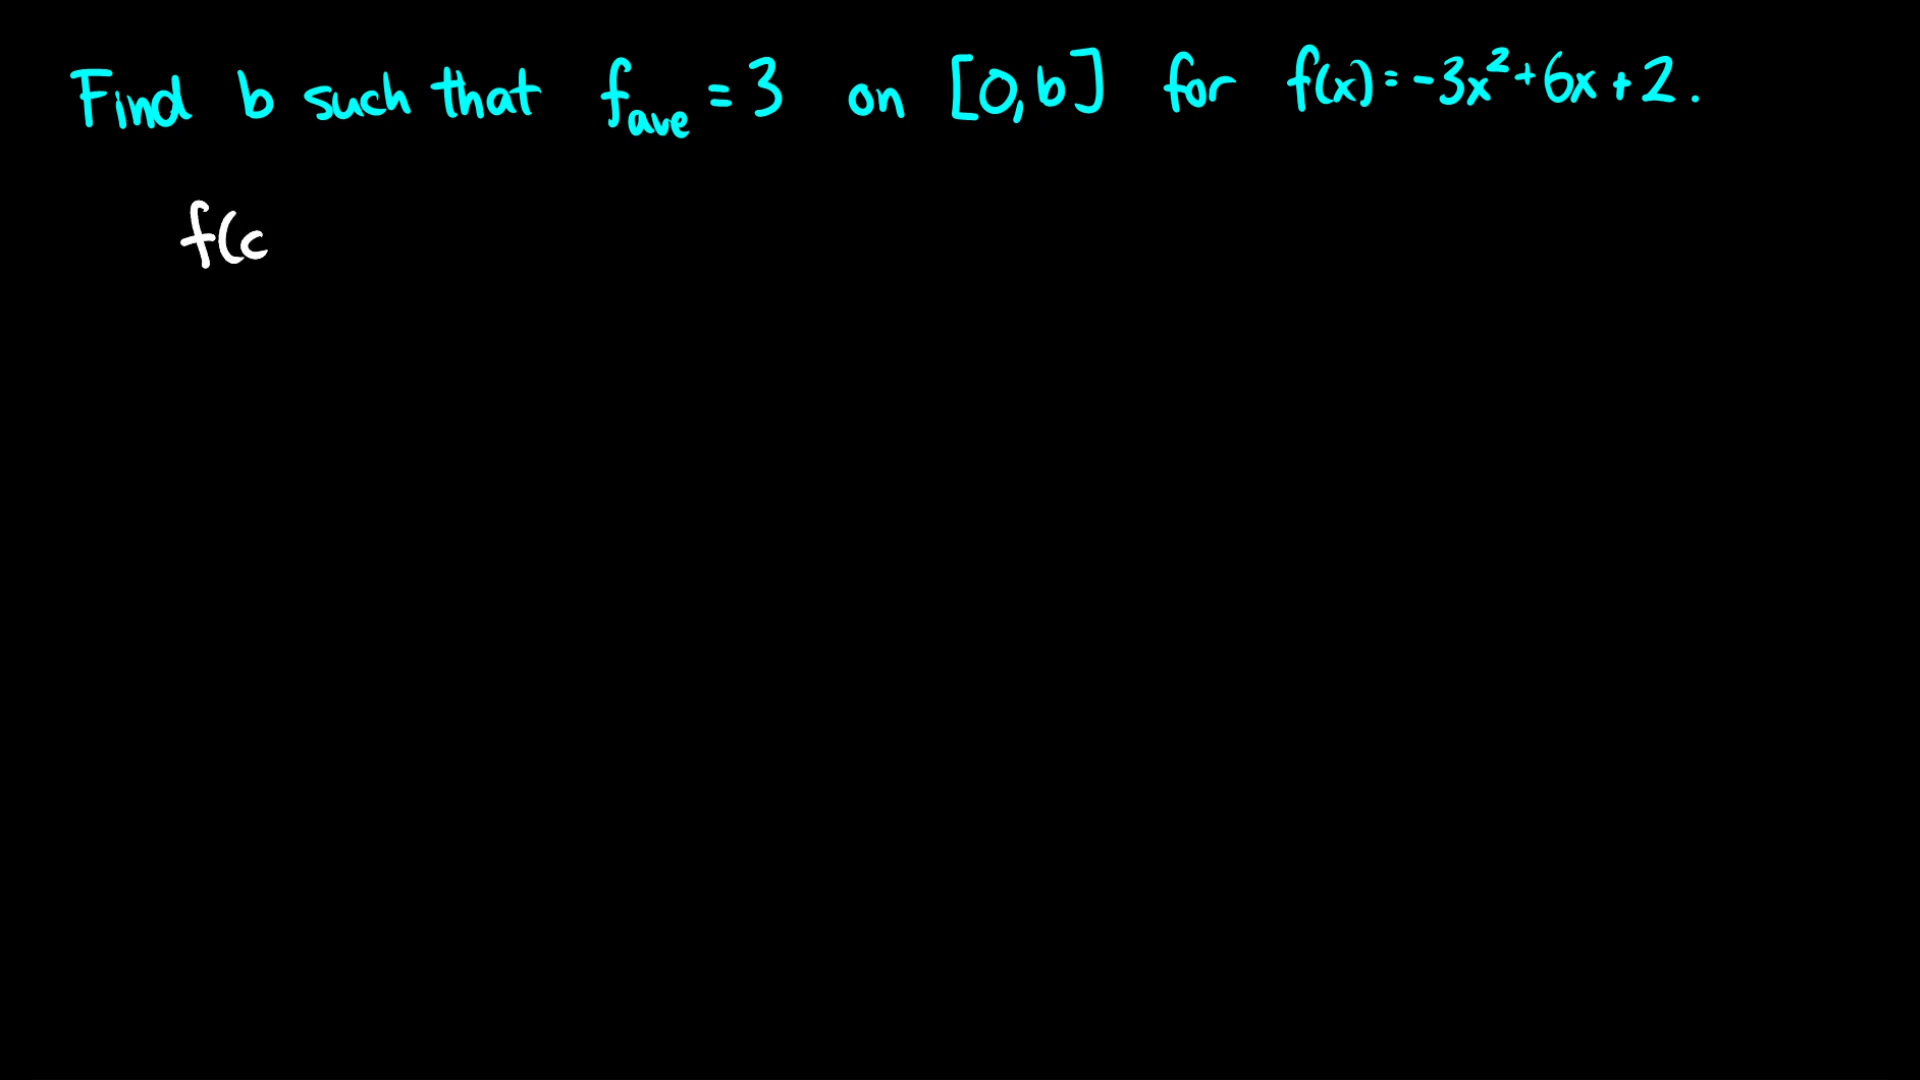 Find b such that f_ave = 3 on [0,b] for f(x) = -3x² + 6x + 2.
f(c